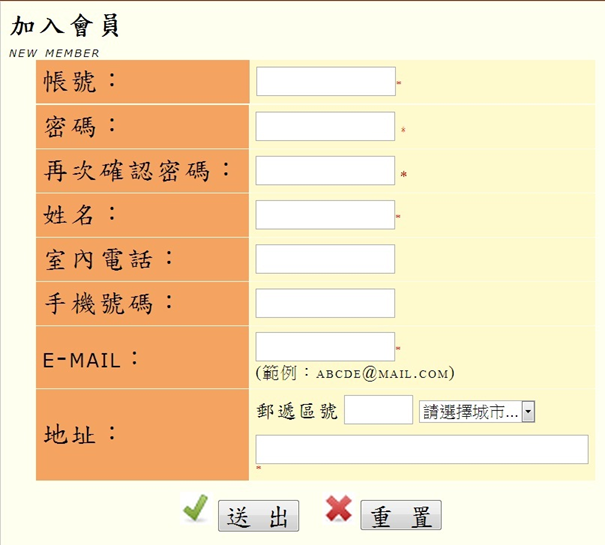 加入會員
NEW MEMBER
帳號：*
密碼：*
再次確認密碼：*
姓名：*
室內電話：
手機號碼：
E-MAIL：*
(範例：ABCDE@MAIL.COM)
地址：郵遞區號 請選擇城市...
*
送 出 重 置